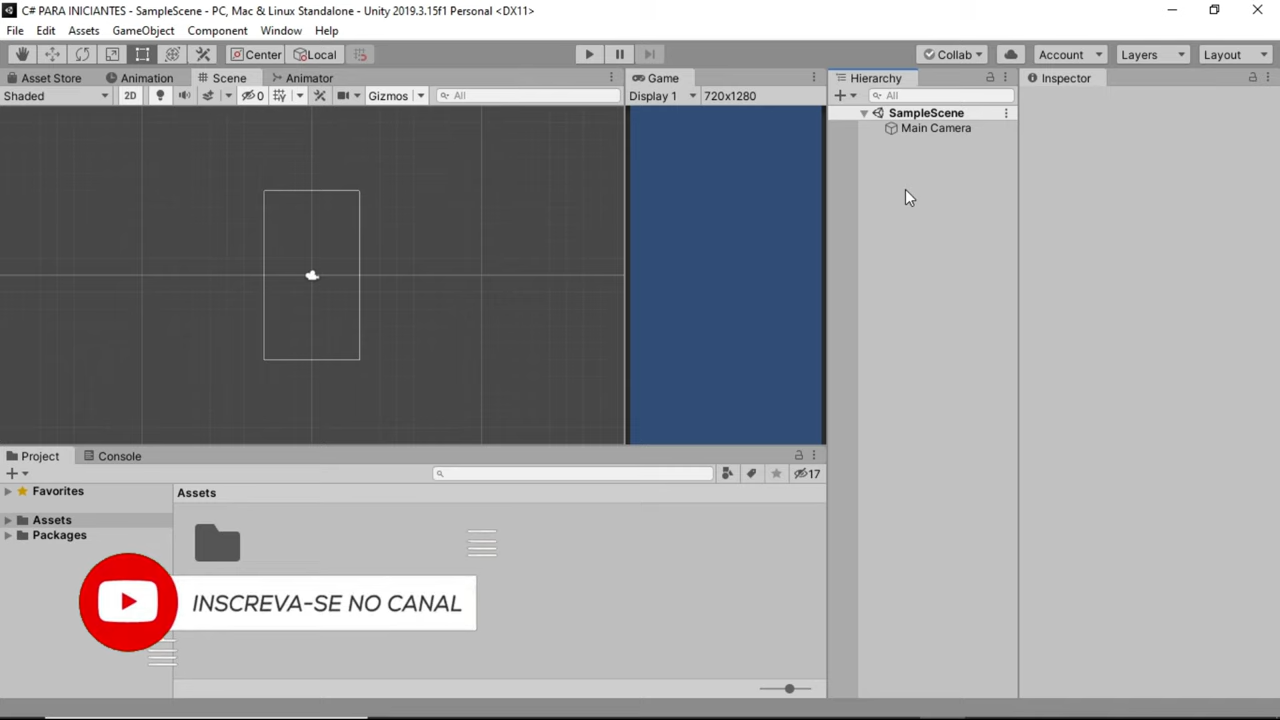 C# PARA INICIANTES - SampleScene - PC, Mac & Linux Standalone - Unity 2019.3.15f1 Personal <DX11>
File Edit Assets GameObject Component Window Help
Center Local Collab Account Layers Layout
Asset Store Animation Scene Animator Game Hierarchy Inspector
Shaded 2D 0 Gizmos All Display 1 720x1280 All
SampleScene
Main Camera
Project Console
17
Favorites Assets
Assets
Packages
INSCREVA-SE NO CANAL